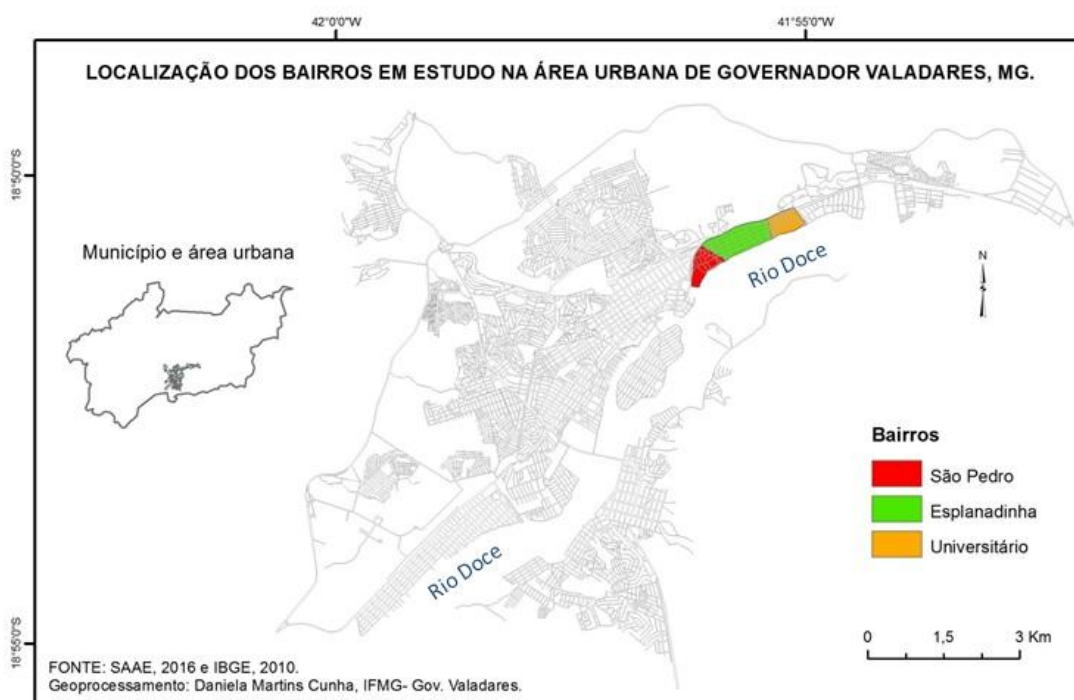 42°0'0"W
41°55'0"W
LOCALIZAÇÃO DOS BAIRROS EM ESTUDO NA ÁREA URBANA DE GOVERNADOR VALADARES, MG.
18°50'0"S
Município e área urbana
Rio Doce
N
Bairros
São Pedro
Esplanadinha
Universitário
Rio Doce
18°55'0"S
0 1,5 3 Km
FONTE: SAAE, 2016 e IBGE, 2010.
Geoprocessamento: Daniela Martins Cunha, IFMG- Gov. Valadares.